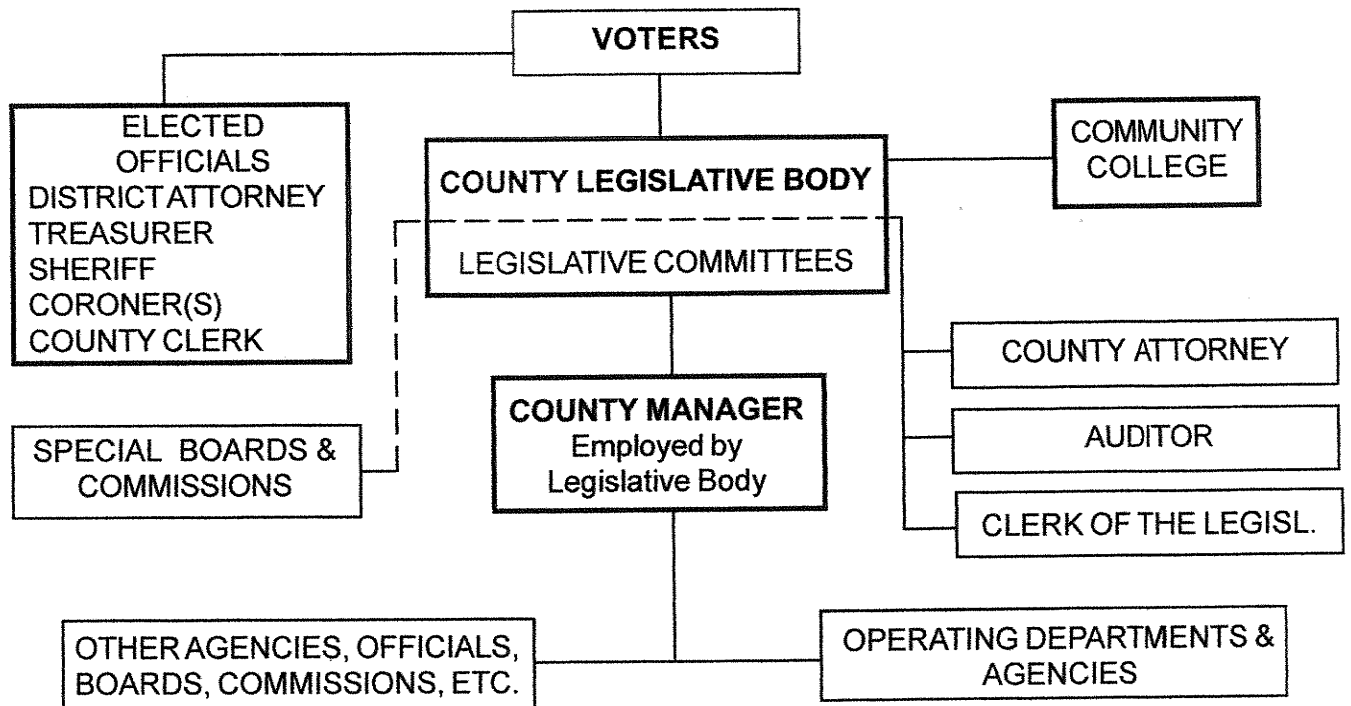 VOTERS
ELECTED
OFFICIALS
DISTRICT ATTORNEY
TREASURER
SHERIFF
CORONER(S)
COUNTY CLERK
COUNTY LEGISLATIVE BODY
LEGISLATIVE COMMITTEES
COMMUNITY
COLLEGE
SPECIAL BOARDS &
COMMISSIONS
COUNTY MANAGER
Employed by
Legislative Body
COUNTY ATTORNEY
AUDITOR
CLERK OF THE LEGISL.
OTHER AGENCIES, OFFICIALS,
BOARDS, COMMISSIONS, ETC.
OPERATING DEPARTMENTS &
AGENCIES